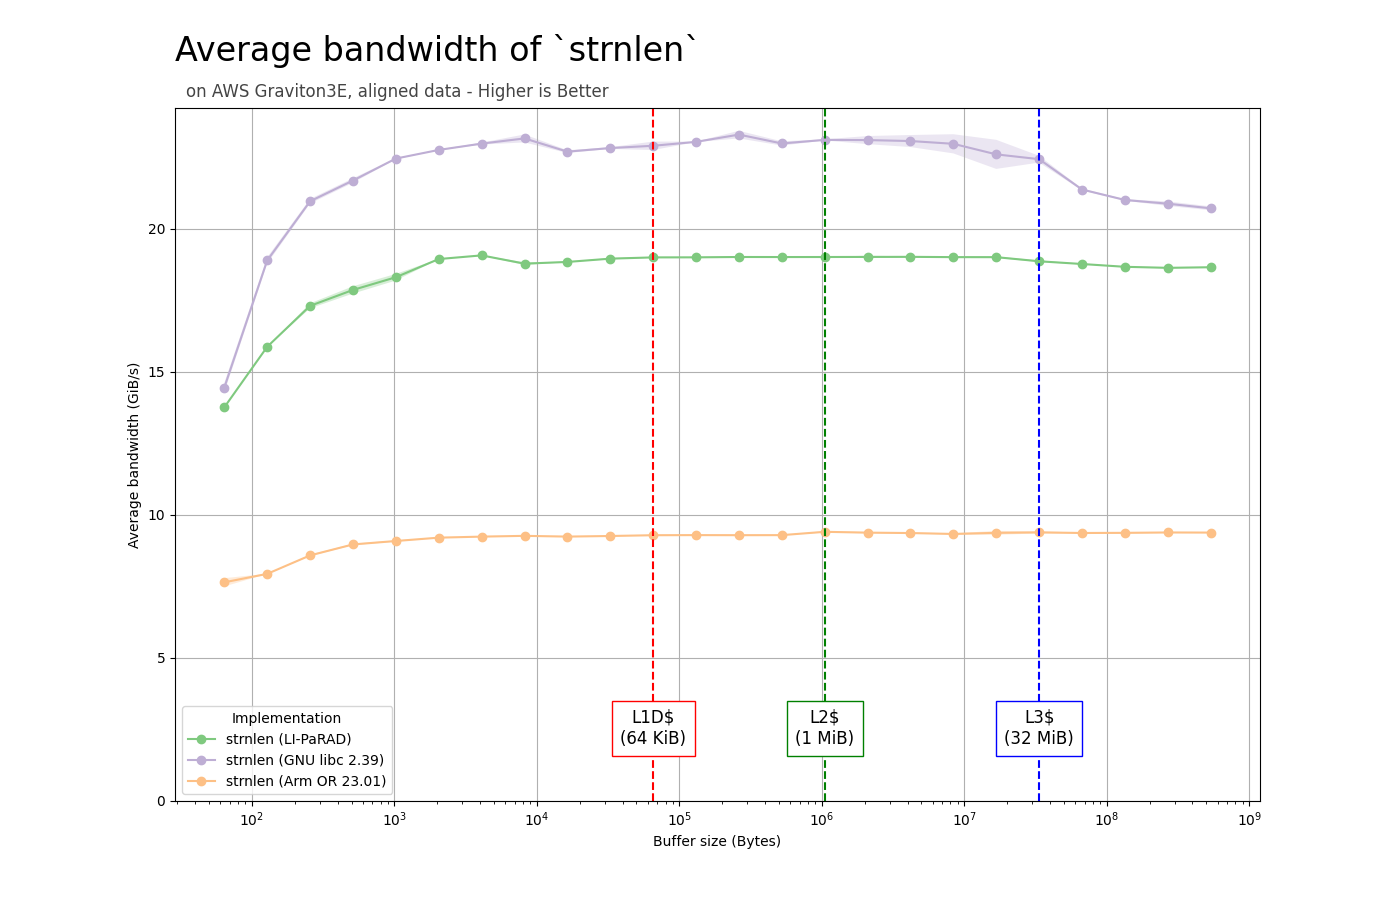 Average bandwidth of `strnlen`
on AWS Graviton3E, aligned data - Higher is Better
Average bandwidth (GiB/s)
20
15
10
5
0
L1D$
(64 KiB)
L2$
(1 MiB)
L3$
(32 MiB)
Implementation
strnlen (LI-PaRAD)
strnlen (GNU libc 2.39)
strnlen (Arm OR 23.01)
10² 10³ 10⁴ 10⁵ 10⁶ 10⁷ 10⁸ 10⁹
Buffer size (Bytes)